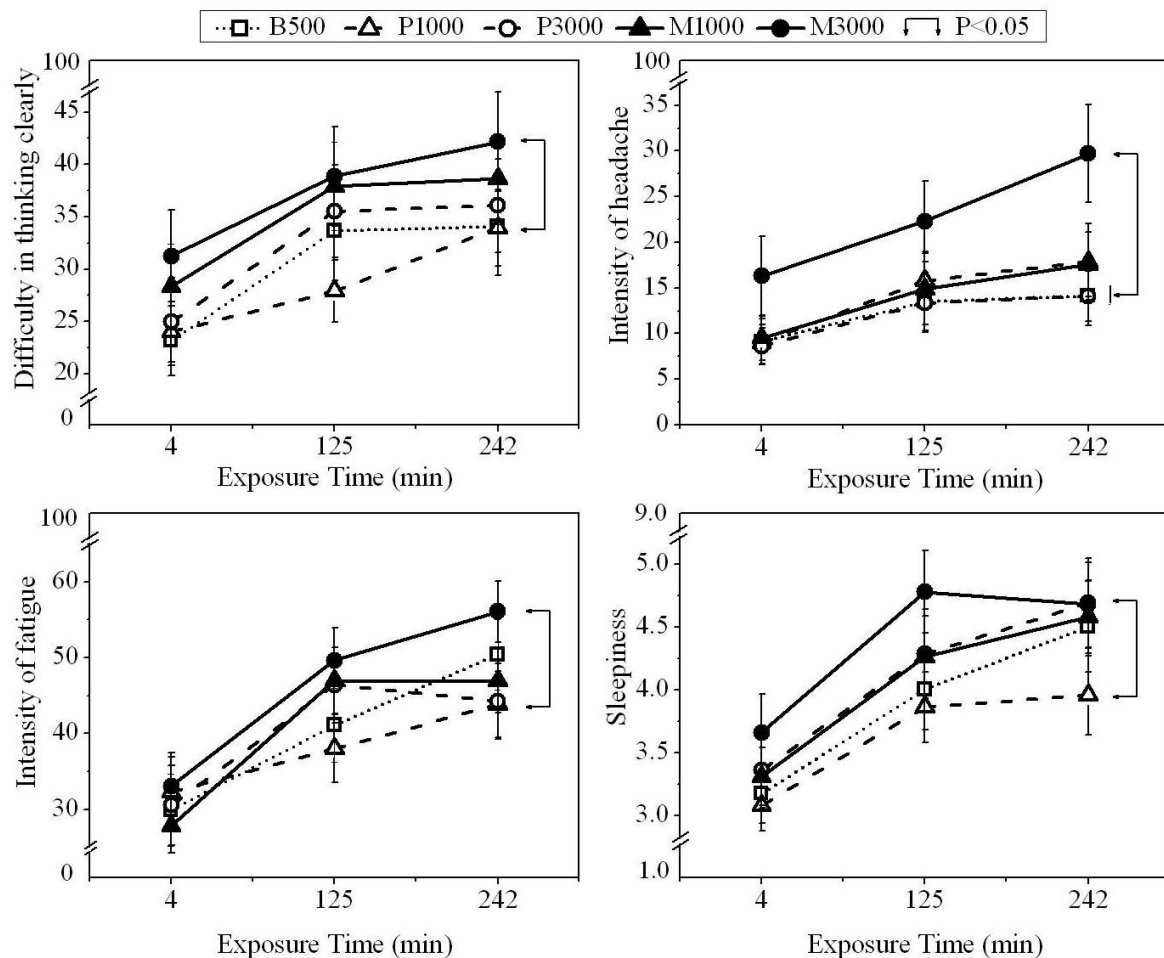 B500 P1000 P3000 M1000 M3000 P<0.05
Difficulty in thinking clearly
100
45
40
35
30
25
20
0
4 125 242
Exposure Time (min)
Intensity of headache
100
35
30
25
20
15
10
5
0
4 125 242
Exposure Time (min)
Intensity of fatigue
100
60
50
40
30
0
4 125 242
Exposure Time (min)
Sleepiness
9.0
5.0
4.5
4.0
3.5
3.0
1.0
4 125 242
Exposure Time (min)